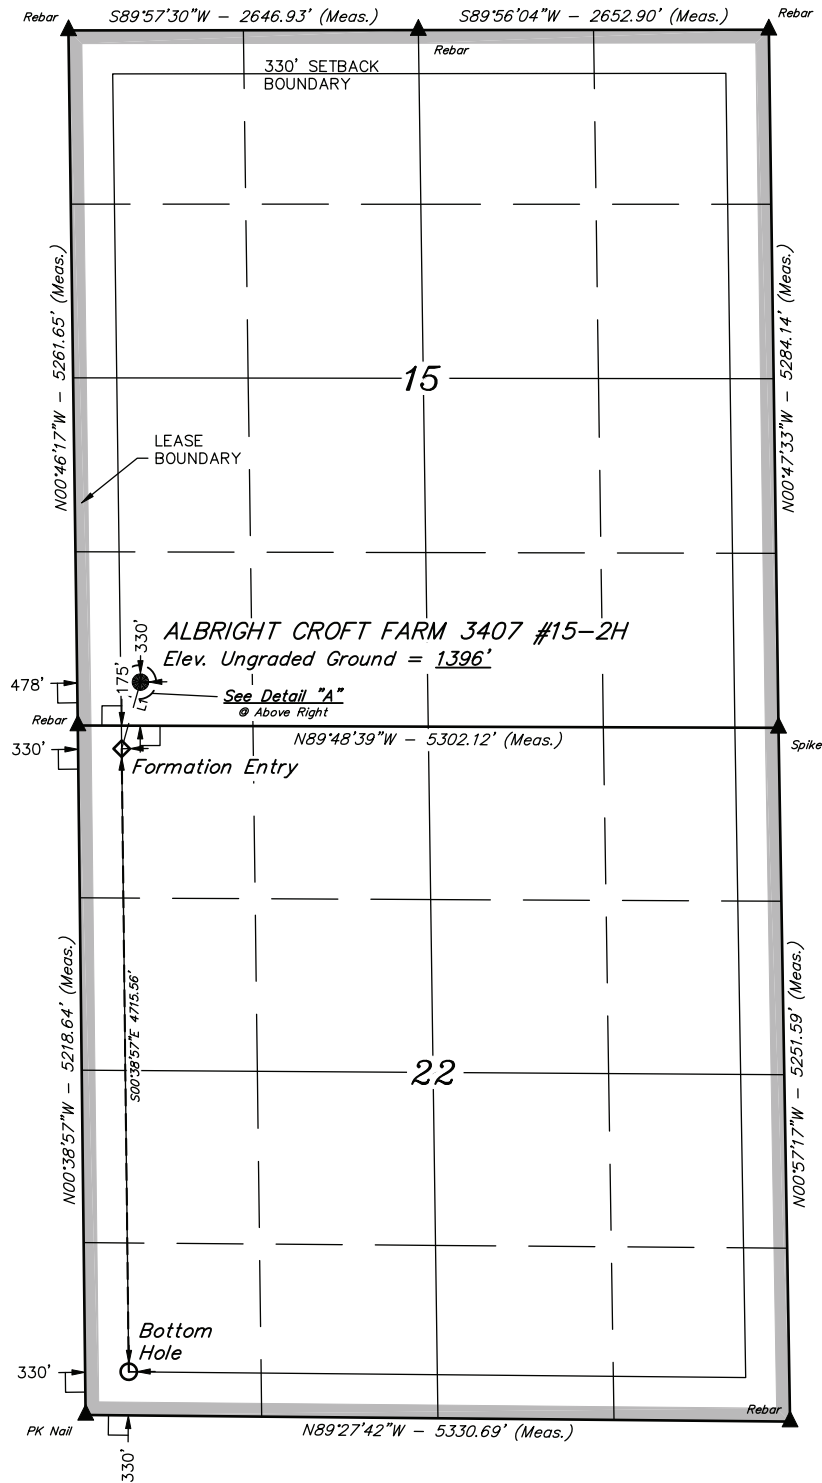 S89°57'30"W - 2646.93' (Meas.)
S89°56'04"W - 2652.90' (Meas.)
Rebar
Rebar
Rebar
330' SETBACK
BOUNDARY
N00°46'17"W - 5261.65' (Meas.)
N00°47'33"W - 5284.14' (Meas.)
15
LEASE
BOUNDARY
ALBRIGHT CROFT FARM 3407 #15-2H
Elev. Ungraded Ground = 1396'
330'
175'
478'
L1
See Detail "A"
@ Above Right
Rebar
N89°48'39"W - 5302.12' (Meas.)
Spike
330'
Formation Entry
N00°38'57"W - 5218.64' (Meas.)
S00°38'57"E 4715.56'
N00°57'17"W - 5251.59' (Meas.)
22
Bottom
Hole
330'
Rebar
PK Nail
N89°27'42"W - 5330.69' (Meas.)
330'